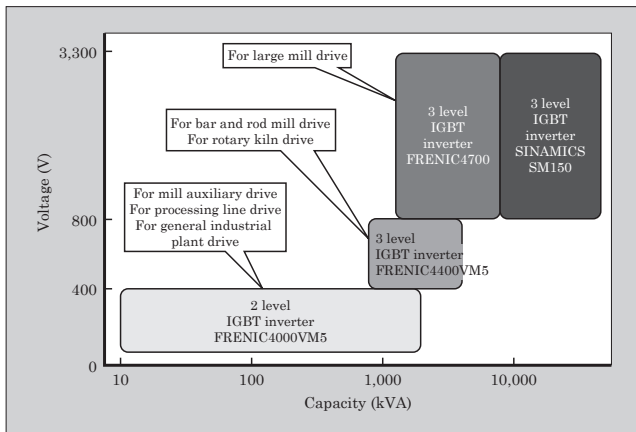 Voltage (V)
3,300
800
400
0
For large mill drive
For bar and rod mill drive
For rotary kiln drive
For mill auxiliary drive
For processing line drive
For general industrial
plant drive
3 level
IGBT
inverter
FRENIC4700
3 level
IGBT
inverter
SINAMICS
SM150
3 level
IGBT inverter
FRENIC4400VM5
2 level
IGBT inverter
FRENIC4000VM5
10
100
1,000
10,000
Capacity (kVA)